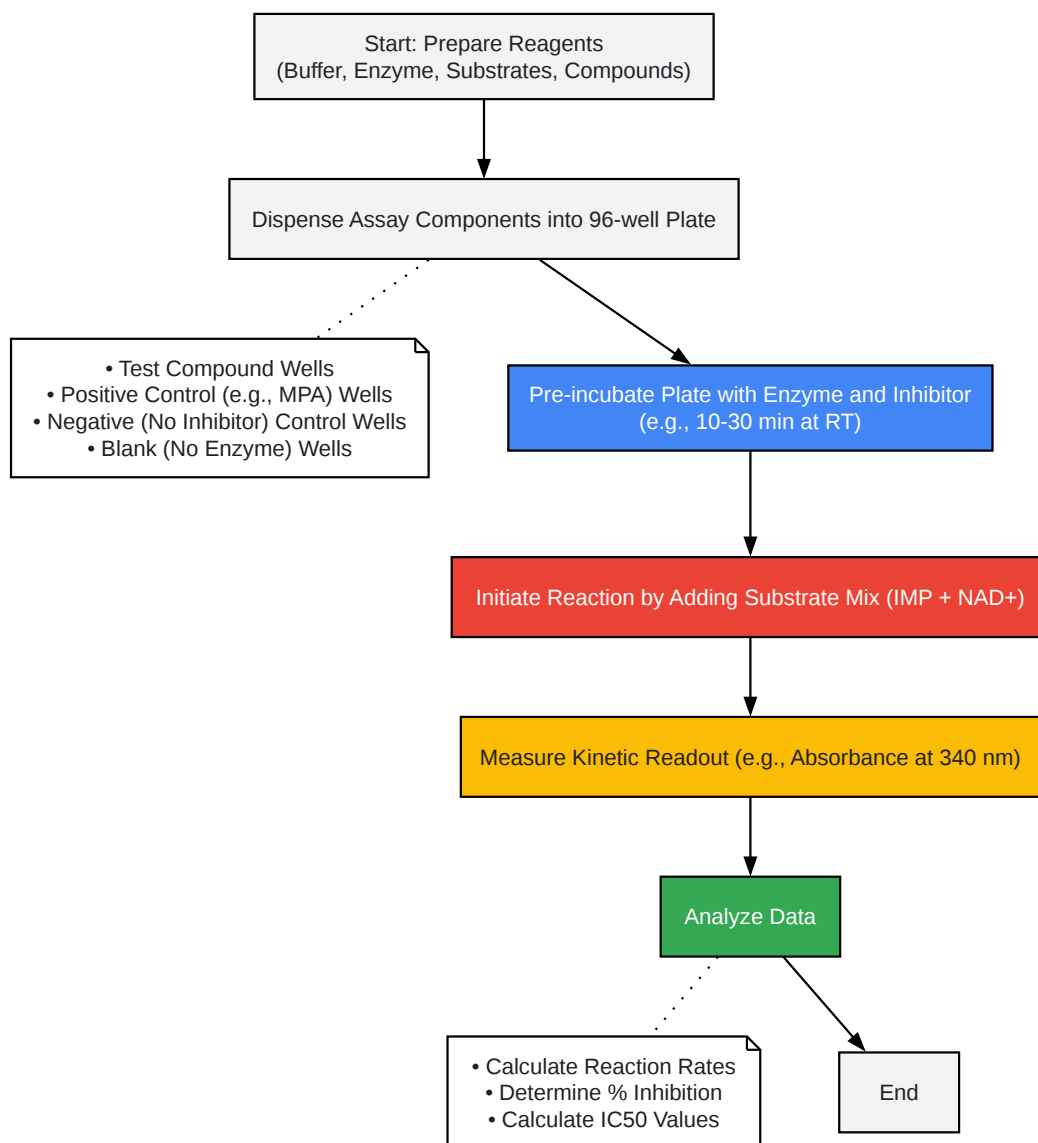 Start: Prepare Reagents
(Buffer, Enzyme, Substrates, Compounds)
Dispense Assay Components into 96-well Plate
• Test Compound Wells
• Positive Control (e.g., MPA) Wells
• Negative (No Inhibitor) Control Wells
• Blank (No Enzyme) Wells
Pre-incubate Plate with Enzyme and Inhibitor
(e.g., 10-30 min at RT)
Initiate Reaction by Adding Substrate Mix (IMP + NAD+)
Measure Kinetic Readout (e.g., Absorbance at 340 nm)
Analyze Data
• Calculate Reaction Rates
• Determine % Inhibition
• Calculate IC50 Values
End